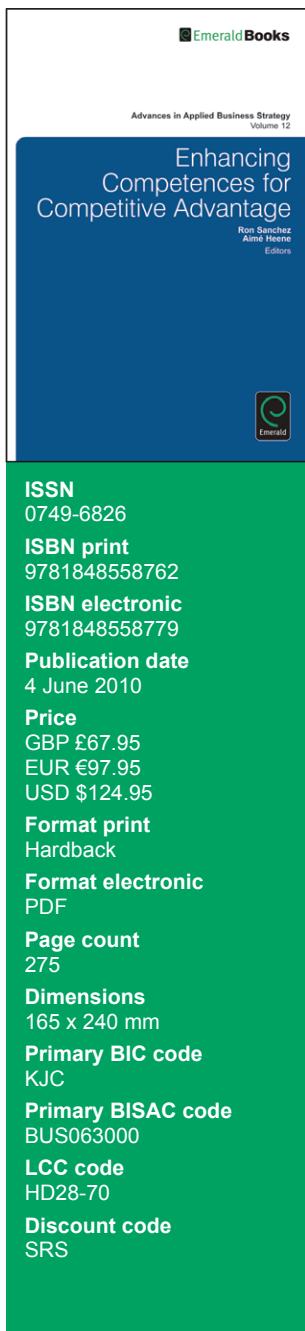 Emerald Books
Advances in Applied Business Strategy
Volume 12
Enhancing
Competences for
Competitive Advantage
Ron Sanchez
Aimé Heene
Editors
Emerald
ISSN
0749-6826
ISBN print
9781848558762
ISBN electronic
9781848558779
Publication date
4 June 2010
Price
GBP £67.95
EUR €97.95
USD $124.95
Format print
Hardback
Format electronic
PDF
Page count
275
Dimensions
165 x 240 mm
Primary BIC code
KJC
Primary BISAC code
BUS063000
LCC code
HD28-70
Discount code
SRS